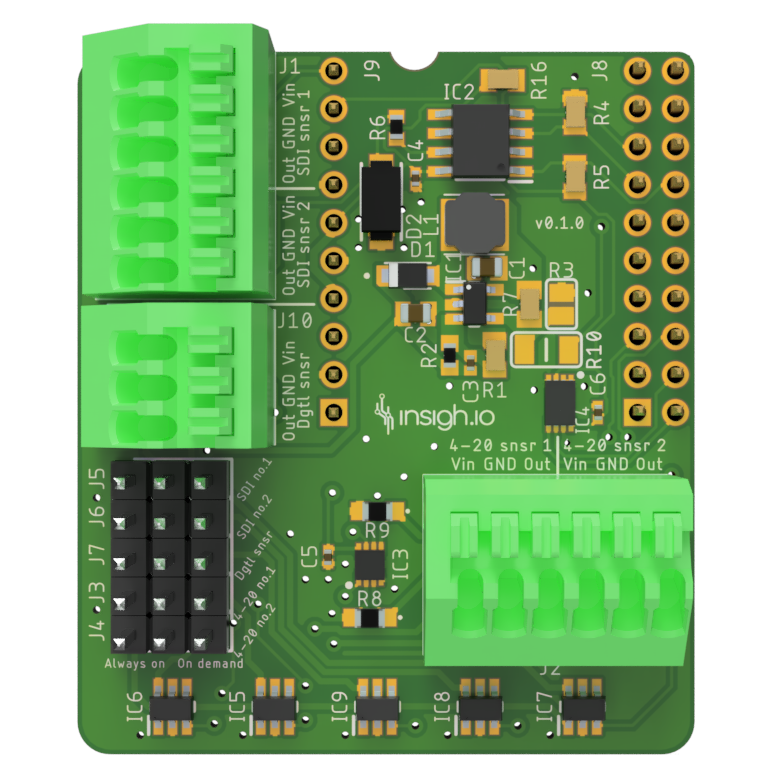 J1
J9
J8
Out GND Vin
SDI snsr 1
IC2
R16
R4
R6
C4
R5
Out GND Vin
SDI snsr 2
D2
L1
v0.1.0
D1
IC1
C1
R3
R7
J10
C2
Out GND Vin
Dgtl snsr
R2
C3
R1
R10
C6
IC4
insigh.io
4-20 snsr 1
4-20 snsr 2
Vin GND Out
Vin GND Out
J5
SDI no.1
J6
SDI no.2
J7
Dgtl snsr
J3
4-20 no.1
J4
4-20 no.2
R9
C5
IC3
R8
Always on
On demand
J2
IC6
IC5
IC9
IC8
IC7